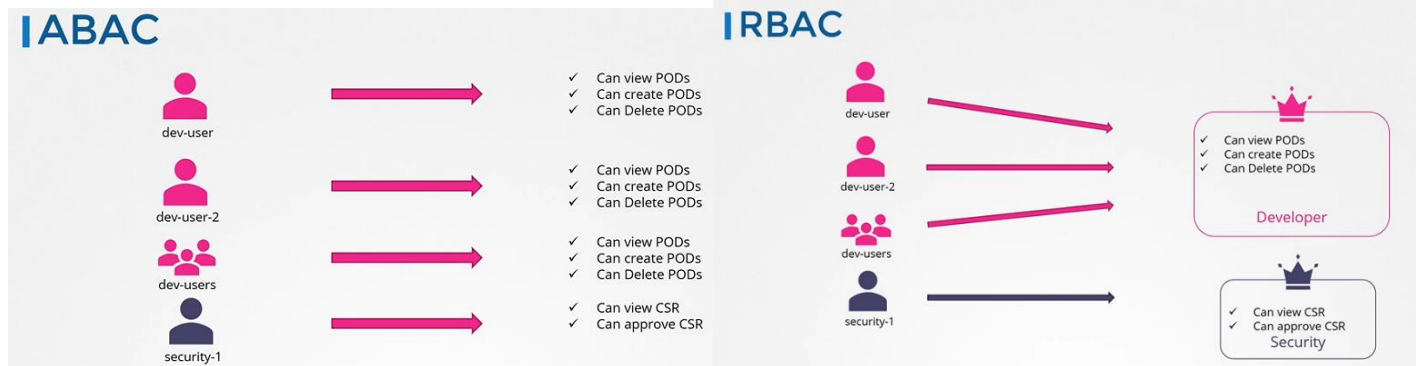 ABAC
dev-user
✓ Can view PODs
✓ Can create PODs
✓ Can Delete PODs
dev-user-2
✓ Can view PODs
✓ Can create PODs
✓ Can Delete PODs
dev-users
✓ Can view PODs
✓ Can create PODs
✓ Can Delete PODs
security-1
✓ Can view CSR
✓ Can approve CSR
RBAC
dev-user
dev-user-2
dev-users
security-1
✓ Can view PODs
✓ Can create PODs
✓ Can Delete PODs
Developer
✓ Can view CSR
✓ Can approve CSR
Security